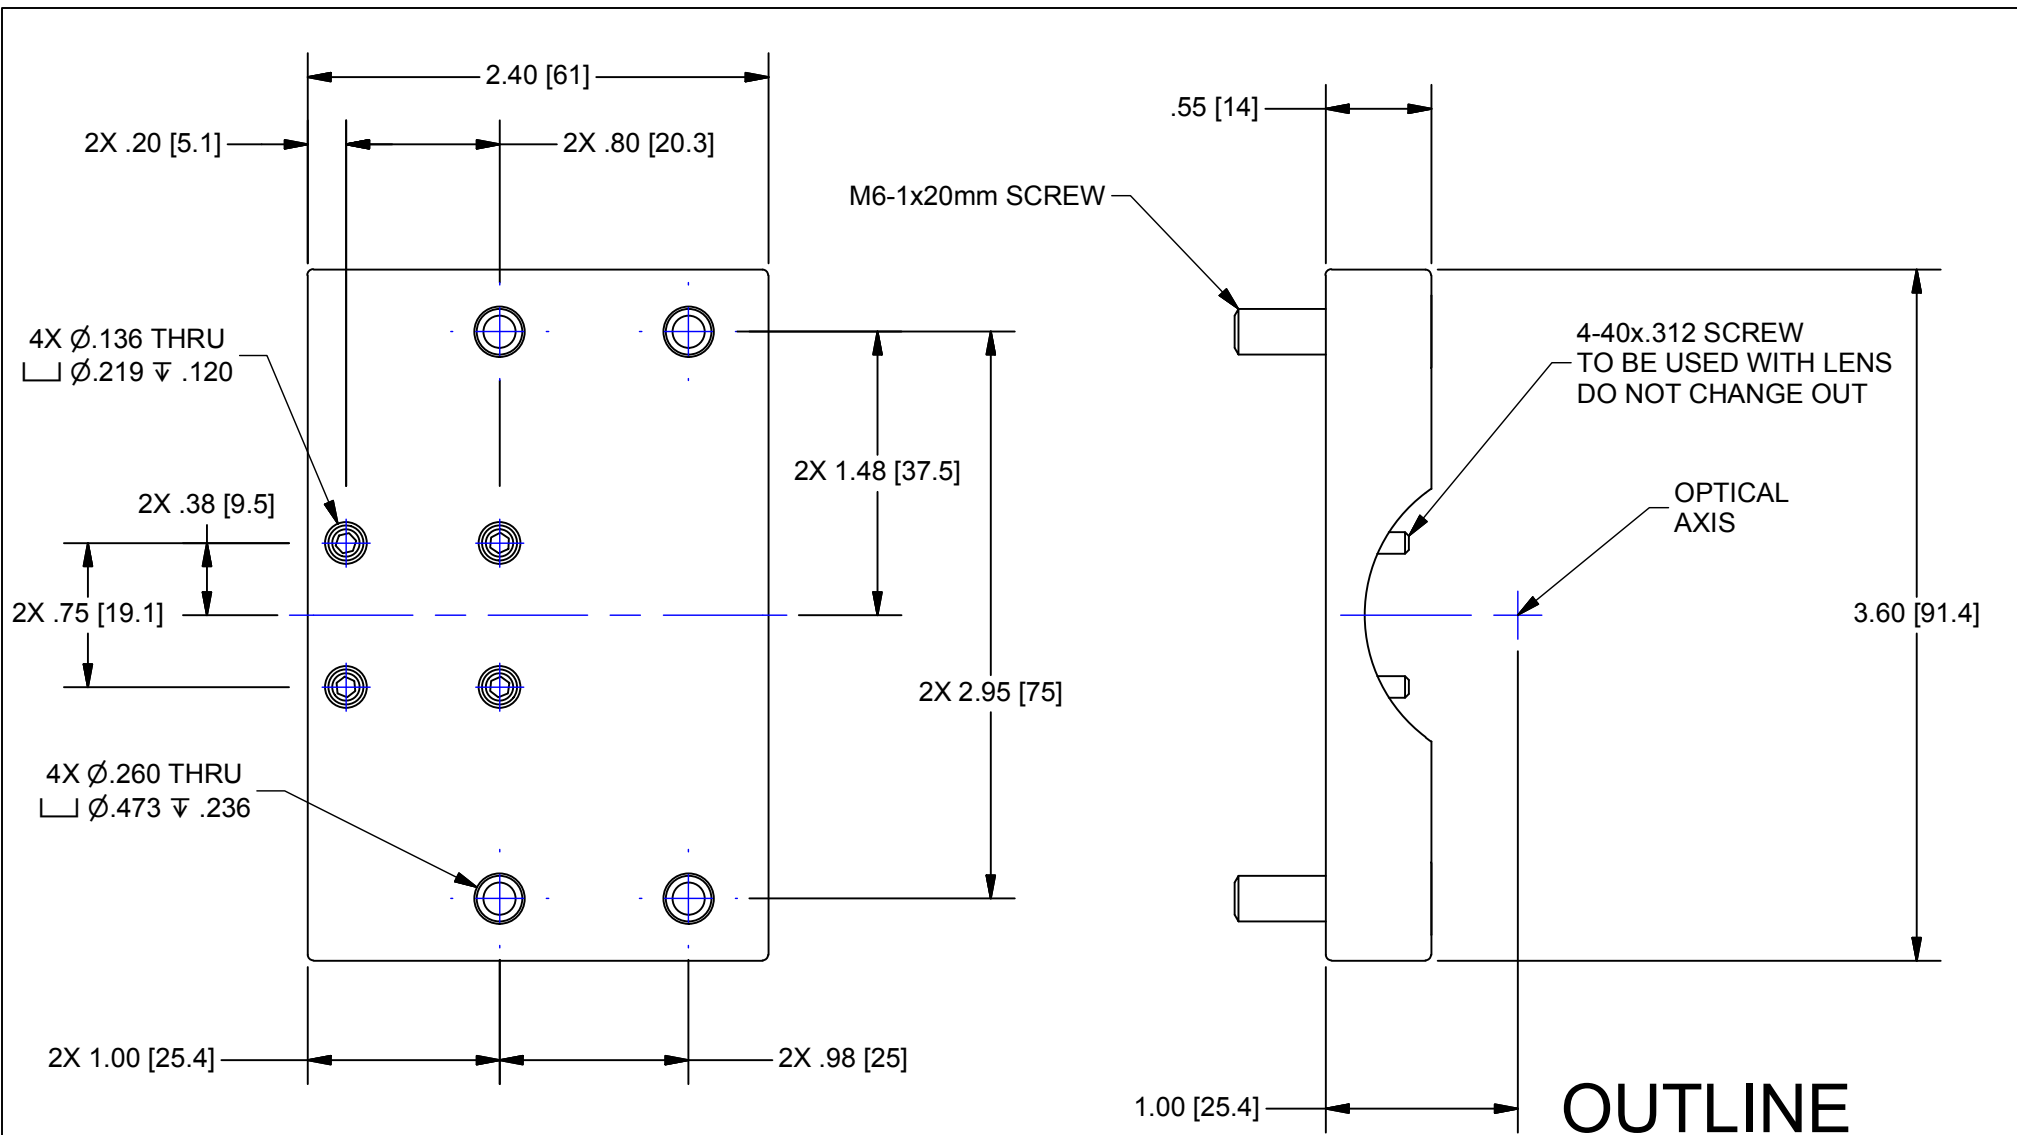 2.40 [61]
.55 [14]
2X .20 [5.1]
2X .80 [20.3]
M6-1x20mm SCREW
4X Ø.136 THRU
⌴ Ø.219 ↧ .120
4-40x.312 SCREW
TO BE USED WITH LENS
DO NOT CHANGE OUT
2X 1.48 [37.5]
2X .38 [9.5]
OPTICAL
AXIS
2X .75 [19.1]
3.60 [91.4]
2X 2.95 [75]
4X Ø.260 THRU
⌴ Ø.473 ↧ .236
2X 1.00 [25.4]
2X .98 [25]
1.00 [25.4]
OUTLINE